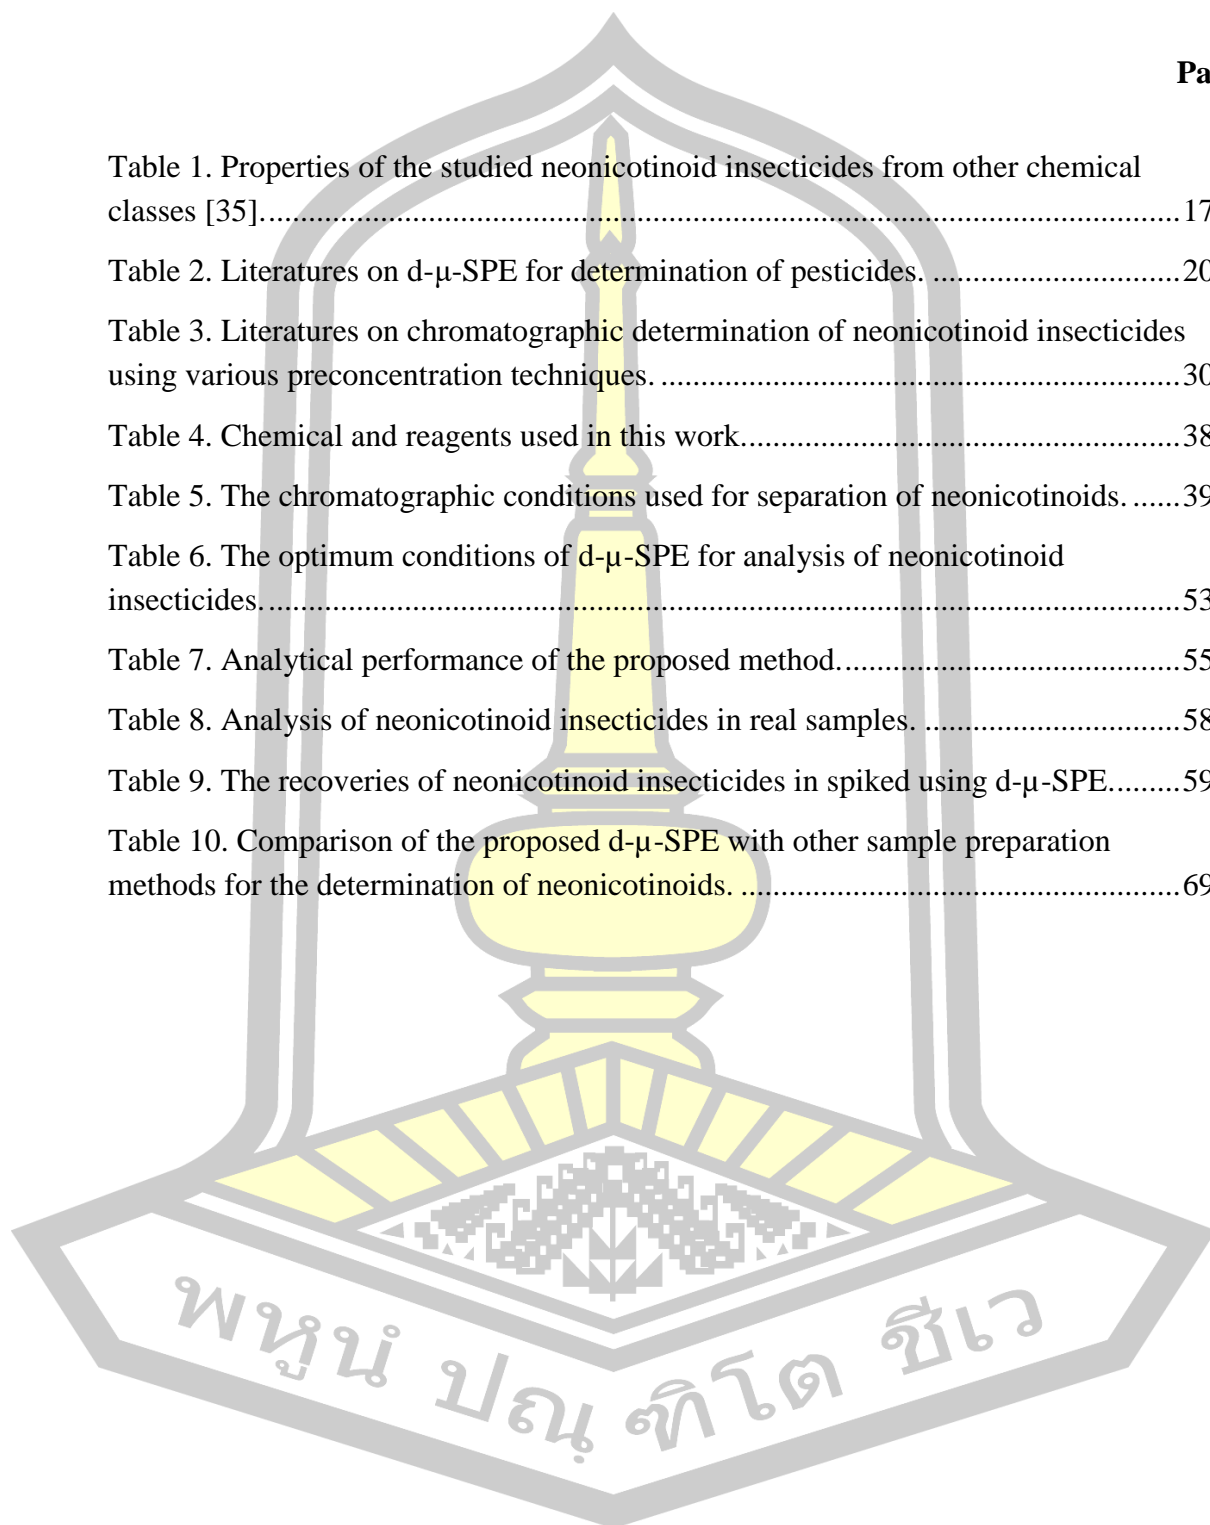 Pa
Table 1. Properties of the studied neonicotinoid insecticides from other chemical
classes [35]. ........................................................................................................................17
Table 2. Literatures on d-µ-SPE for determination of pesticides. ................................20
Table 3. Literatures on chromatographic determination of neonicotinoid insecticides
using various preconcentration techniques. ...................................................................30
Table 4. Chemical and reagents used in this work. .......................................................38
Table 5. The chromatographic conditions used for separation of neonicotinoids. ......39
Table 6. The optimum conditions of d-µ-SPE for analysis of neonicotinoid
insecticides. ........................................................................................................................53
Table 7. Analytical performance of the proposed method. ...........................................55
Table 8. Analysis of neonicotinoid insecticides in real samples. .................................58
Table 9. The recoveries of neonicotinoid insecticides in spiked using d-µ-SPE. ........59
Table 10. Comparison of the proposed d-µ-SPE with other sample preparation
methods for the determination of neonicotinoids. .........................................................69
พหูนํ ปณฺฑิโต ชีเว